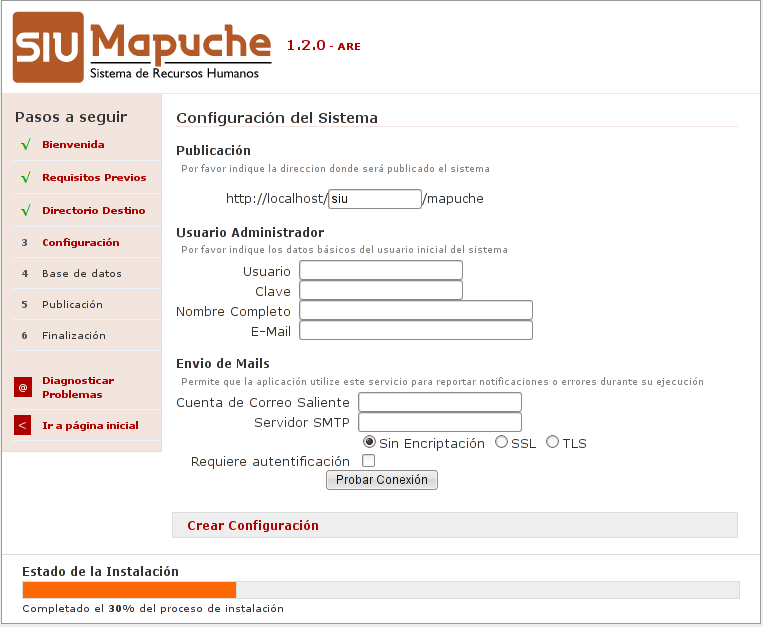 SIU Mapuche
Sistema de Recursos Humanos
1.2.0 - ARE
Pasos a seguir
√ Bienvenida
√ Requisitos Previos
√ Directorio Destino
3 Configuración
4 Base de datos
5 Publicación
6 Finalización
@ Diagnosticar
Problemas
< Ir a página inicial
Configuración del Sistema
Publicación
Por favor indique la direccion donde será publicado el sistema
http://localhost/siu/mapuche
Usuario Administrador
Por favor indique los datos básicos del usuario inicial del sistema
Usuario
Clave
Nombre Completo
E-Mail
Envio de Mails
Permite que la aplicación utilize este servicio para reportar notificaciones o errores durante su ejecución
Cuenta de Correo Saliente
Servidor SMTP
Sin Encriptación SSL TLS
Requiere autentificación
Probar Conexión
Crear Configuración
Estado de la Instalación
Completado el 30% del proceso de instalación